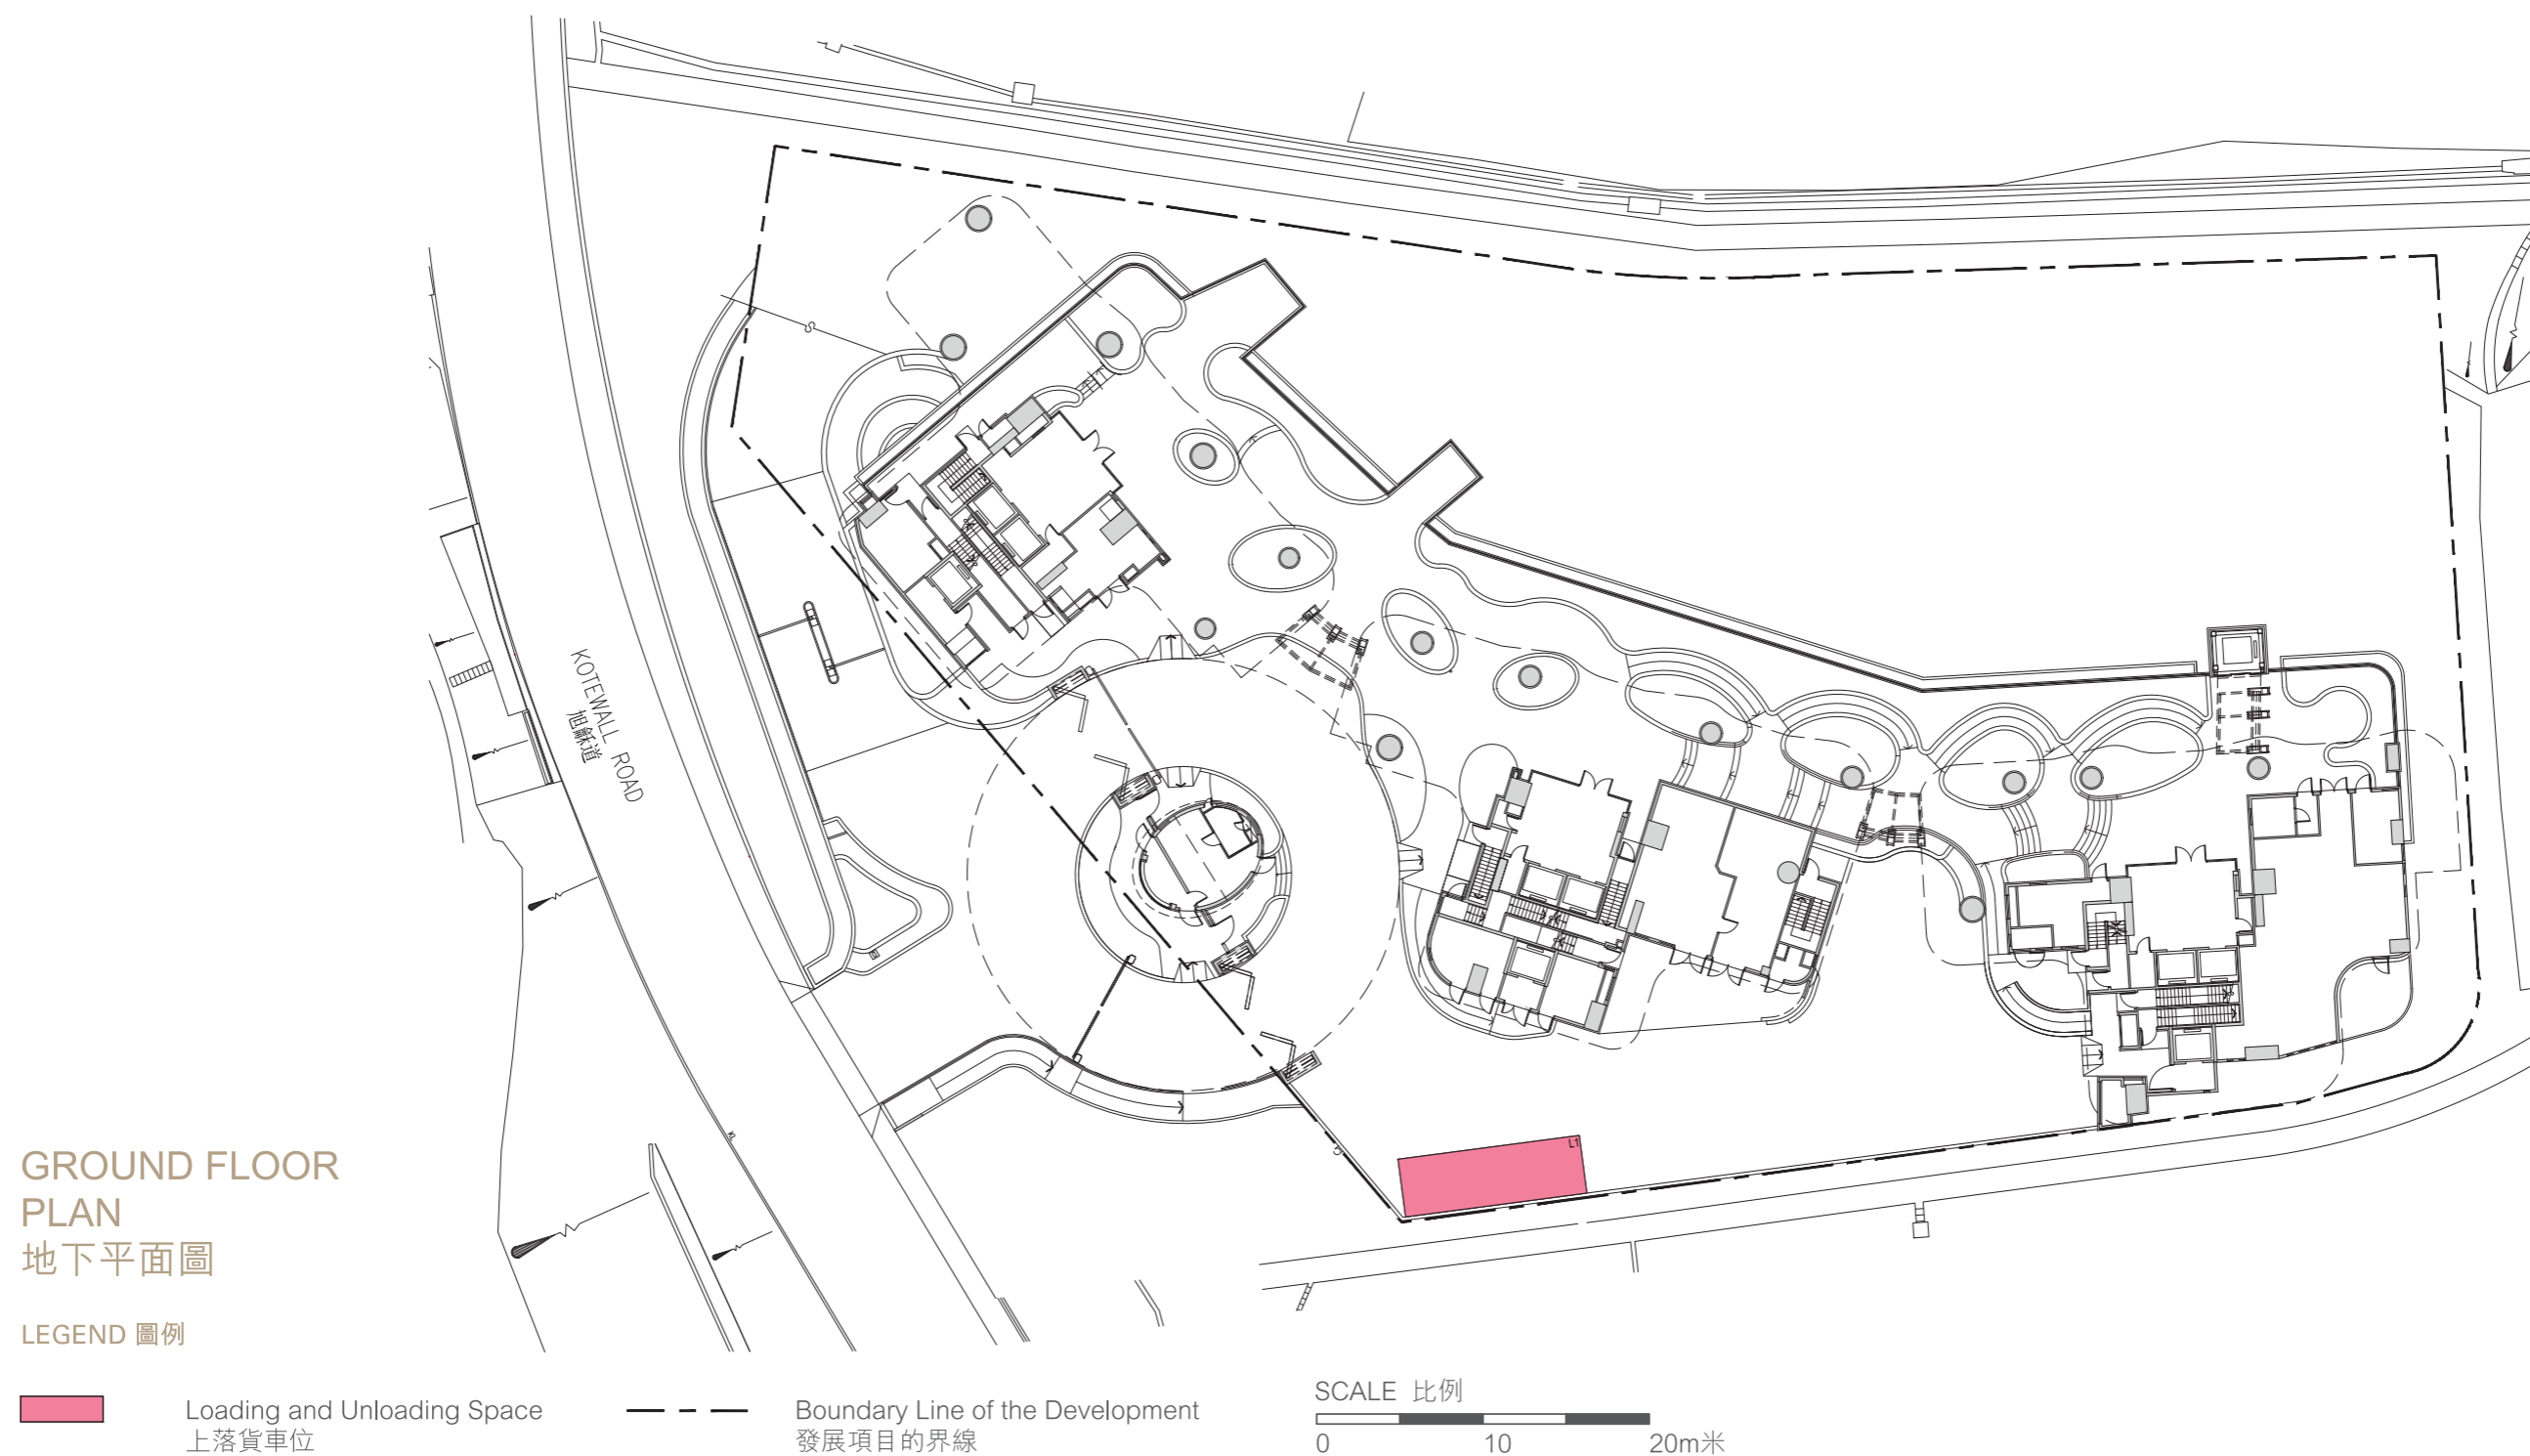 KOTEWALL ROAD
旭龢道
L1
GROUND FLOOR
PLAN
地下平面圖
LEGEND 圖例
Loading and Unloading Space
上落貨車位
Boundary Line of the Development
發展項目的界線
SCALE 比例
0 10 20m米